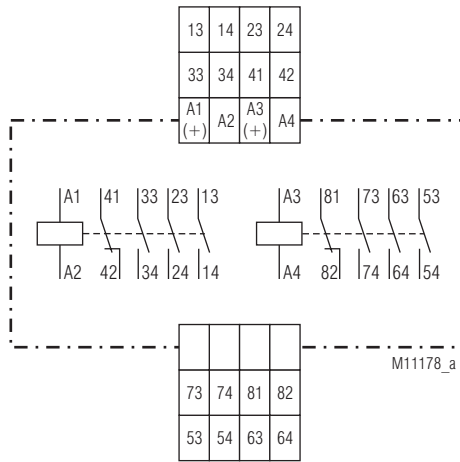 13 14 23 24
33 34 41 42
A1 (+) A2 A3 (+) A4
A1 41 33 23 13 A3 81 73 63 53
A2 42 34 24 14 A4 82 74 64 54
M11178_a
73 74 81 82
53 54 63 64